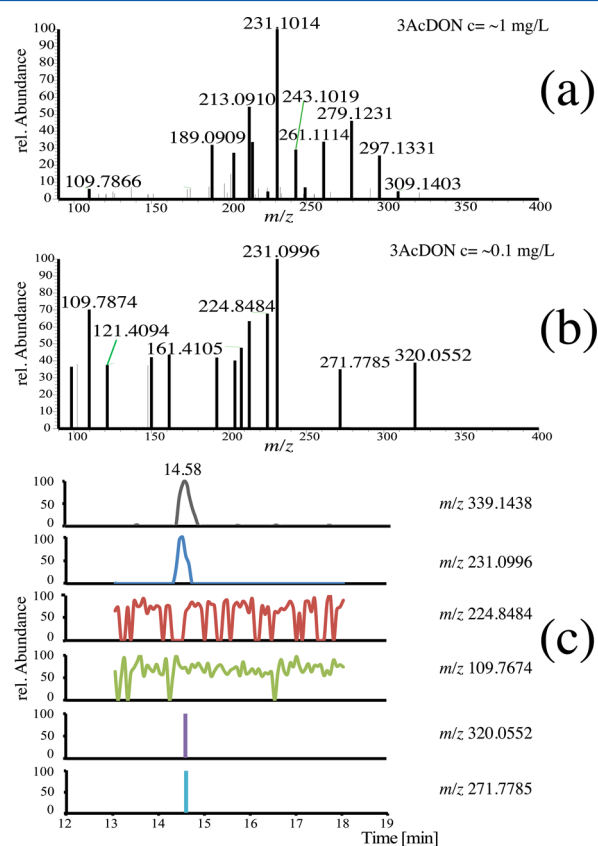 3AcDON c= ~1 mg/L
(a)
rel. Abundance
100
90
80
70
60
50
40
30
20
10
0
231.1014
213.0910
243.1019
279.1231
189.0909
261.1114
297.1331
109.7866
309.1403
100 150 200 250 300 350 400
m/z
3AcDON c= ~0.1 mg/L
(b)
rel. Abundance
100
90
80
70
60
50
40
30
20
10
0
231.0996
109.7874
224.8484
121.4094
161.4105
271.7785
320.0552
100 150 200 250 300 350 400
m/z
(c)
rel. Abundance
14.58
100
50
0
m/z 339.1438
100
50
0
m/z 231.0996
100
50
0
m/z 224.8484
100
50
0
m/z 109.7674
100
50
0
m/z 320.0552
100
50
0
m/z 271.7785
12 13 14 15 16 17 18 19
Time [min]